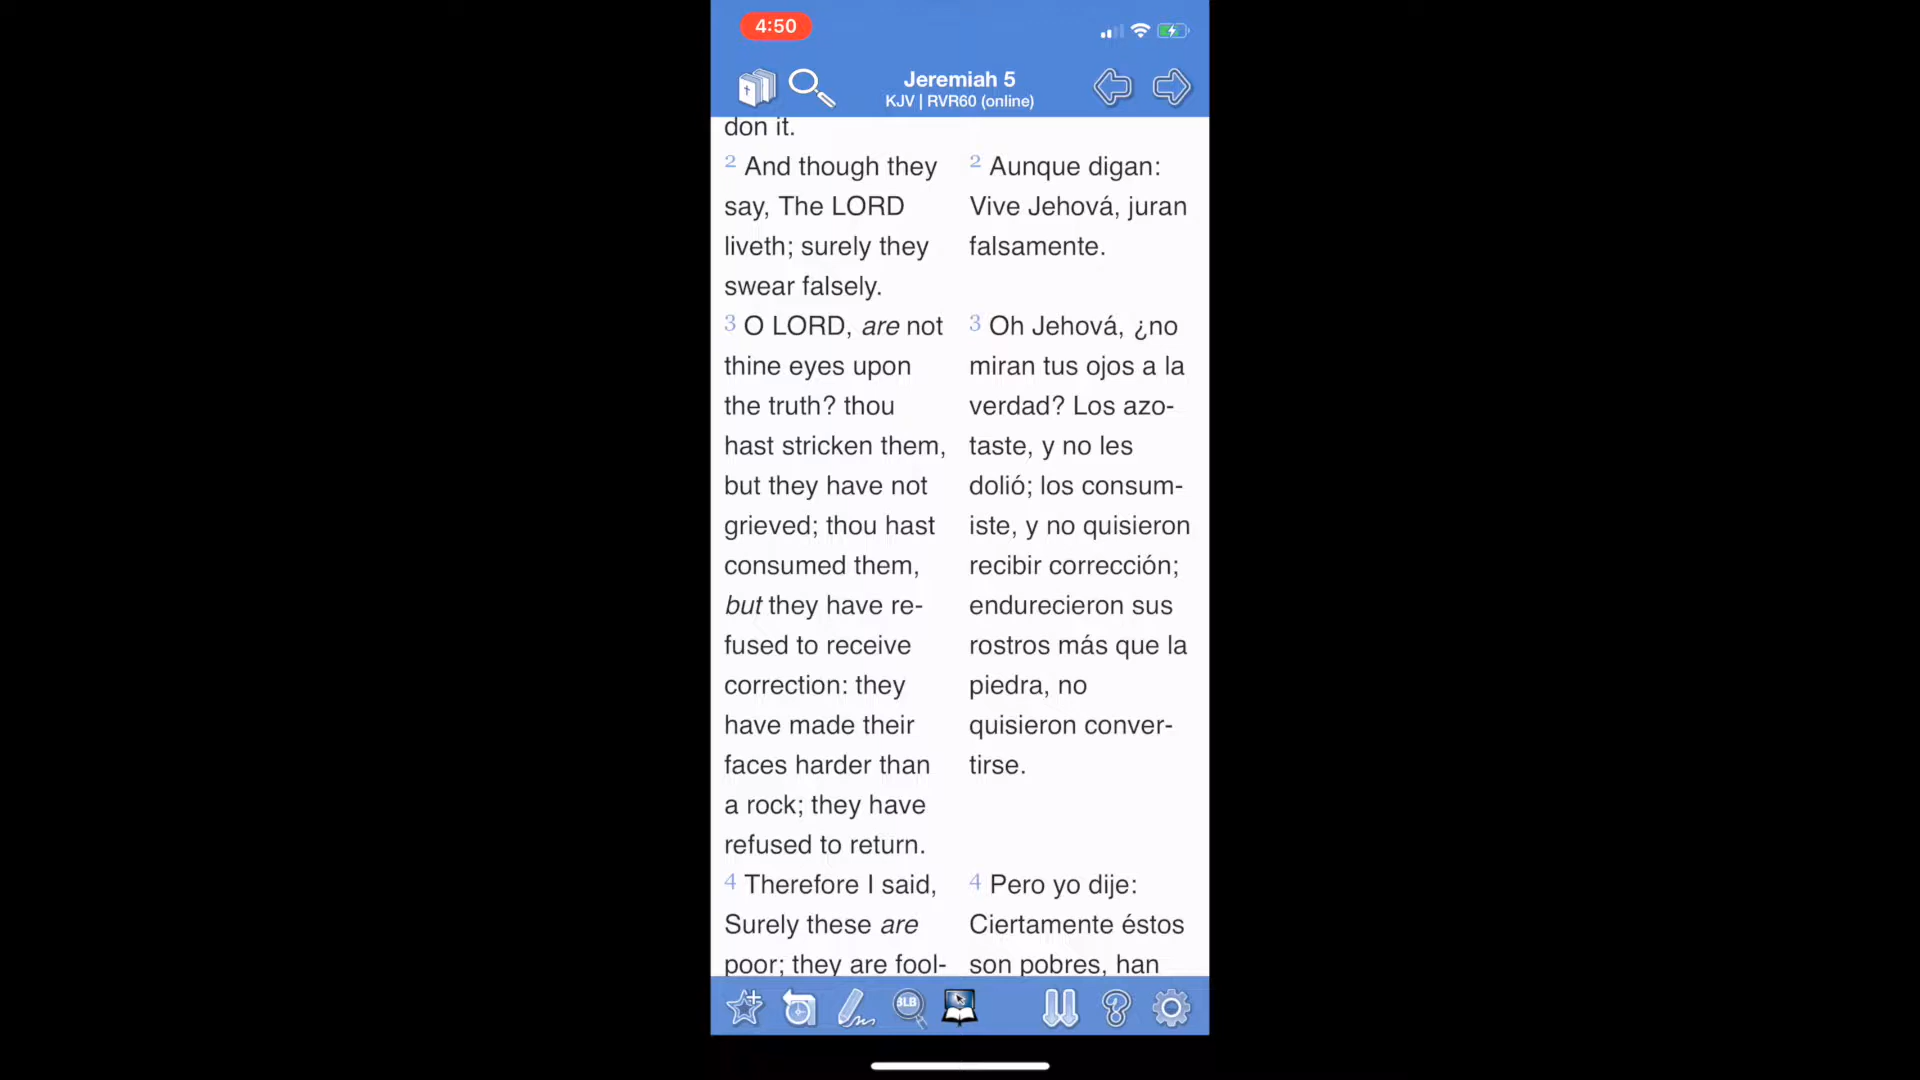 4:50
Jeremiah 5
KJV | RVR60 (online)
don it.
2 And though they
say, The LORD
liveth; surely they
swear falsely.
3 O LORD, are not
thine eyes upon
the truth? thou
hast stricken them,
but they have not
grieved; thou hast
consumed them,
but they have re-
fused to receive
correction: they
have made their
faces harder than
a rock; they have
refused to return.
4 Therefore I said,
Surely these are
poor; they are fool-
2 Aunque digan:
Vive Jehová, juran
falsamente.
3 Oh Jehová, ¿no
miran tus ojos a la
verdad? Los azo-
taste, y no les
dolió; los consum-
iste, y no quisieron
recibir corrección;
endurecieron sus
rostros más que la
piedra, no
quisieron conver-
tirse.
4 Pero yo dije:
Ciertamente éstos
son pobres, han
BLB